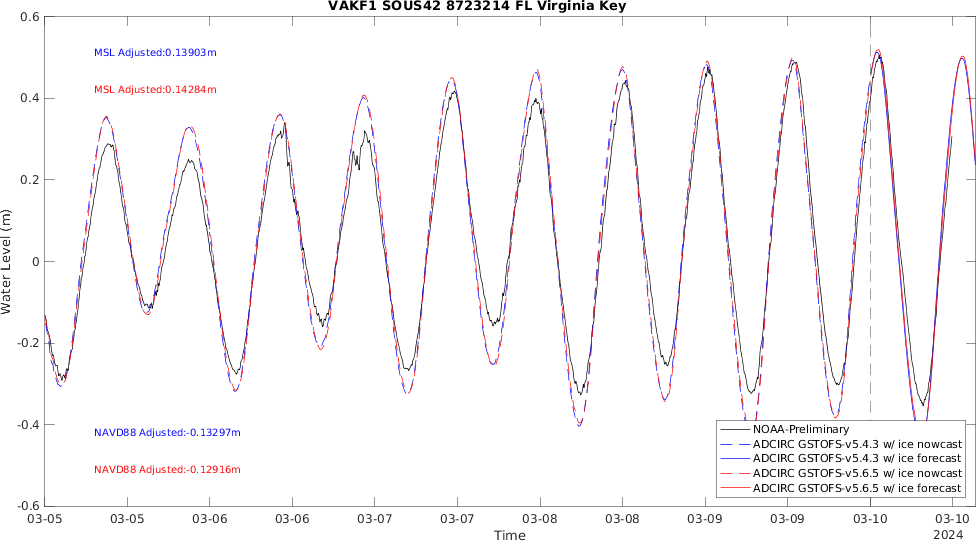 VAKF1 SOUS42 8723214 FL Virginia Key
0.6
MSL Adjusted:0.13903m
MSL Adjusted:0.14284m
0.4
0.2
0
-0.2
-0.4
-0.6
Water Level (m)
NAVD88 Adjusted:-0.13297m
NAVD88 Adjusted:-0.12916m
NOAA-Preliminary
ADCIRC GSTOFS-v5.4.3 w/ ice nowcast
ADCIRC GSTOFS-v5.4.3 w/ ice forecast
ADCIRC GSTOFS-v5.6.5 w/ ice nowcast
ADCIRC GSTOFS-v5.6.5 w/ ice forecast
03-05 03-05 03-06 03-06 03-07 03-07 03-08 03-08 03-09 03-09 03-10 03-10
Time
2024